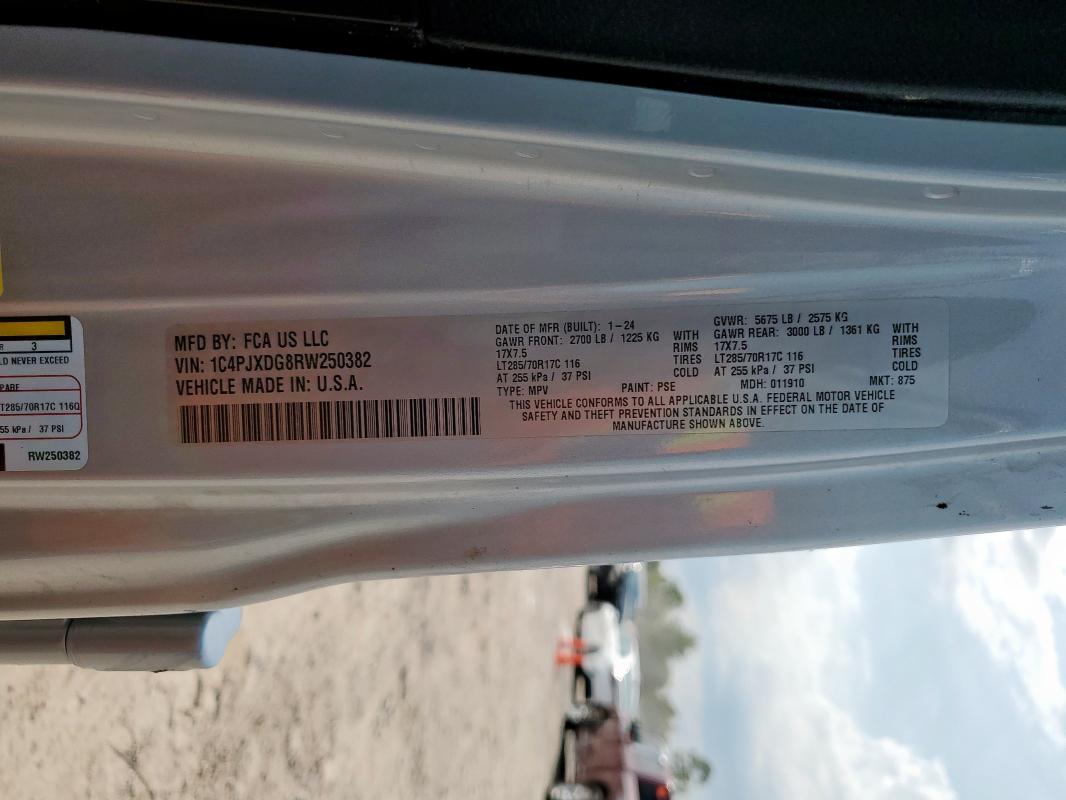 R 3
LD NEVER EXCEED
PARE
LT285/70R17C 116Q
255 kPa / 37 PSI
RW250382
MFD BY: FCA US LLC
VIN: 1C4PJXDG8RW250382
VEHICLE MADE IN: U.S.A.
DATE OF MFR (BUILT): 1-24
GAWR FRONT: 2700 LB / 1225 KG WITH
17X7.5 RIMS
LT285/70R17C 116 TIRES
AT 255 kPa / 37 PSI COLD
TYPE: MPV PAINT: PSE
GVWR: 5675 LB / 2575 KG
GAWR REAR: 3000 LB / 1361 KG WITH
17X7.5 RIMS
LT285/70R17C 116 TIRES
AT 255 kPa / 37 PSI COLD
MDH: 011910 MKT: 875
THIS VEHICLE CONFORMS TO ALL APPLICABLE U.S.A. FEDERAL MOTOR VEHICLE
SAFETY AND THEFT PREVENTION STANDARDS IN EFFECT ON THE DATE OF
MANUFACTURE SHOWN ABOVE.